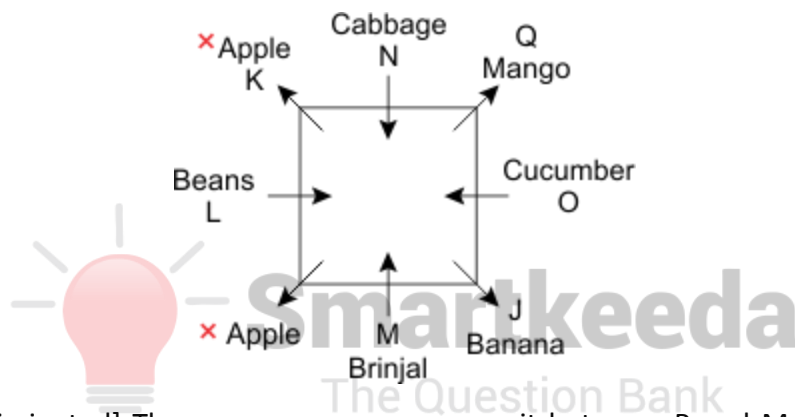 Cabbage
N
× Apple
K
Q
Mango
Beans
L
Cucumber
O
× Apple
M
Brinjal
J
Banana
Smartkeeda
The Question Bank